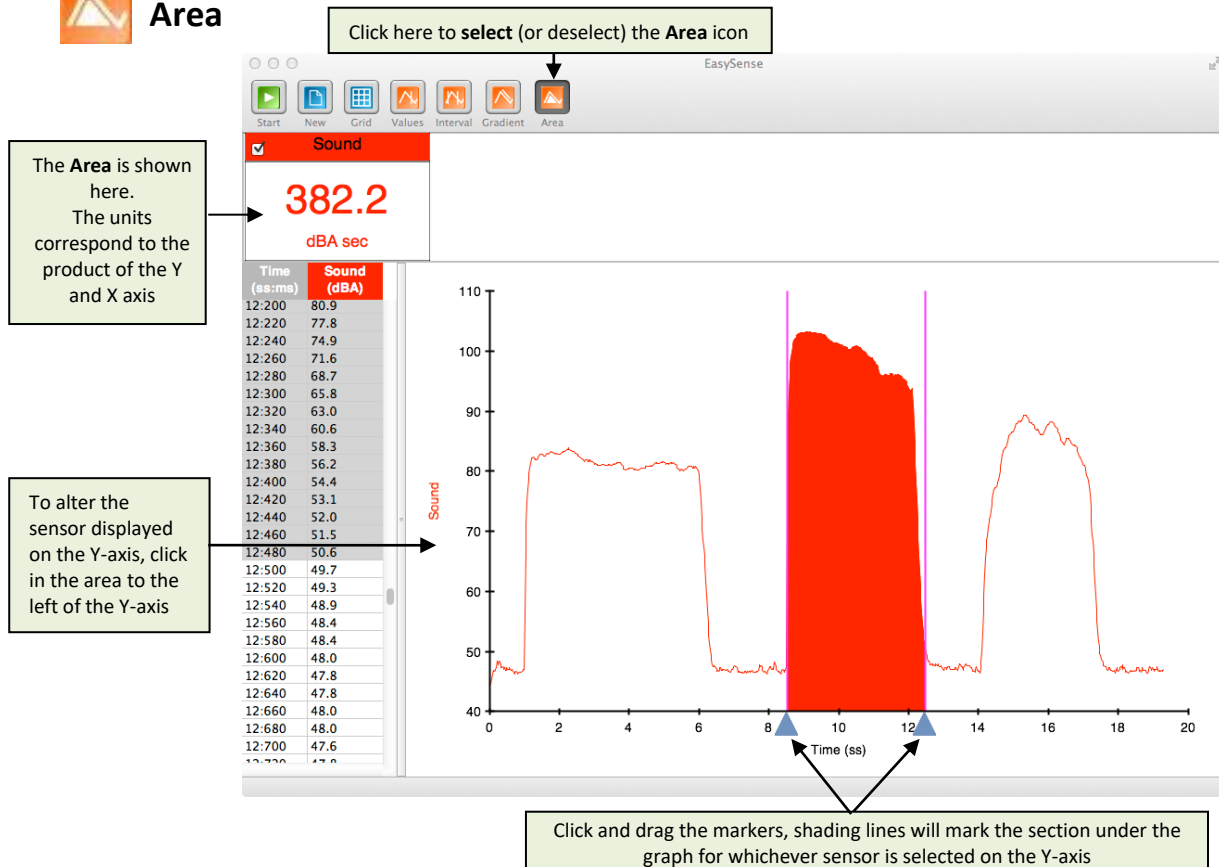 Area
Click here to select (or deselect) the Area icon
EasySense
Start New Grid Values Interval Gradient Area
Sound
382.2
dBA sec
The Area is shown
here.
The units
correspond to the
product of the Y
and X axis
Time Sound
(ss:ms) (dBA)
12:200 80.9
12:220 77.8
12:240 74.9
12:260 71.6
12:280 68.7
12:300 65.8
12:320 63.0
12:340 60.6
12:360 58.3
12:380 56.2
12:400 54.4
12:420 53.1
12:440 52.0
12:460 51.5
12:480 50.6
12:500 49.7
12:520 49.3
12:540 48.9
12:560 48.4
12:580 48.4
12:600 48.0
12:620 47.8
12:640 47.8
12:660 48.0
12:680 48.0
12:700 47.6
To alter the
sensor displayed
on the Y-axis, click
in the area to the
left of the Y-axis
110
100
90
80
70
60
50
40
Sound
0 2 4 6 8 10 12 14 16 18 20
Time (ss)
Click and drag the markers, shading lines will mark the section under the
graph for whichever sensor is selected on the Y-axis